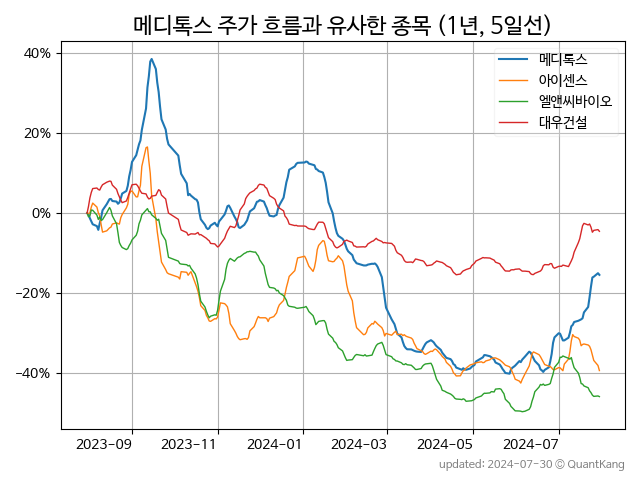 메디톡스 주가 흐름과 유사한 종목 (1년, 5일선)
메디톡스
아이센스
엘앤씨바이오
대우건설
40%
20%
0%
−20%
−40%
2023-09 2023-11 2024-01 2024-03 2024-05 2024-07
updated: 2024-07-30 © QuantKang